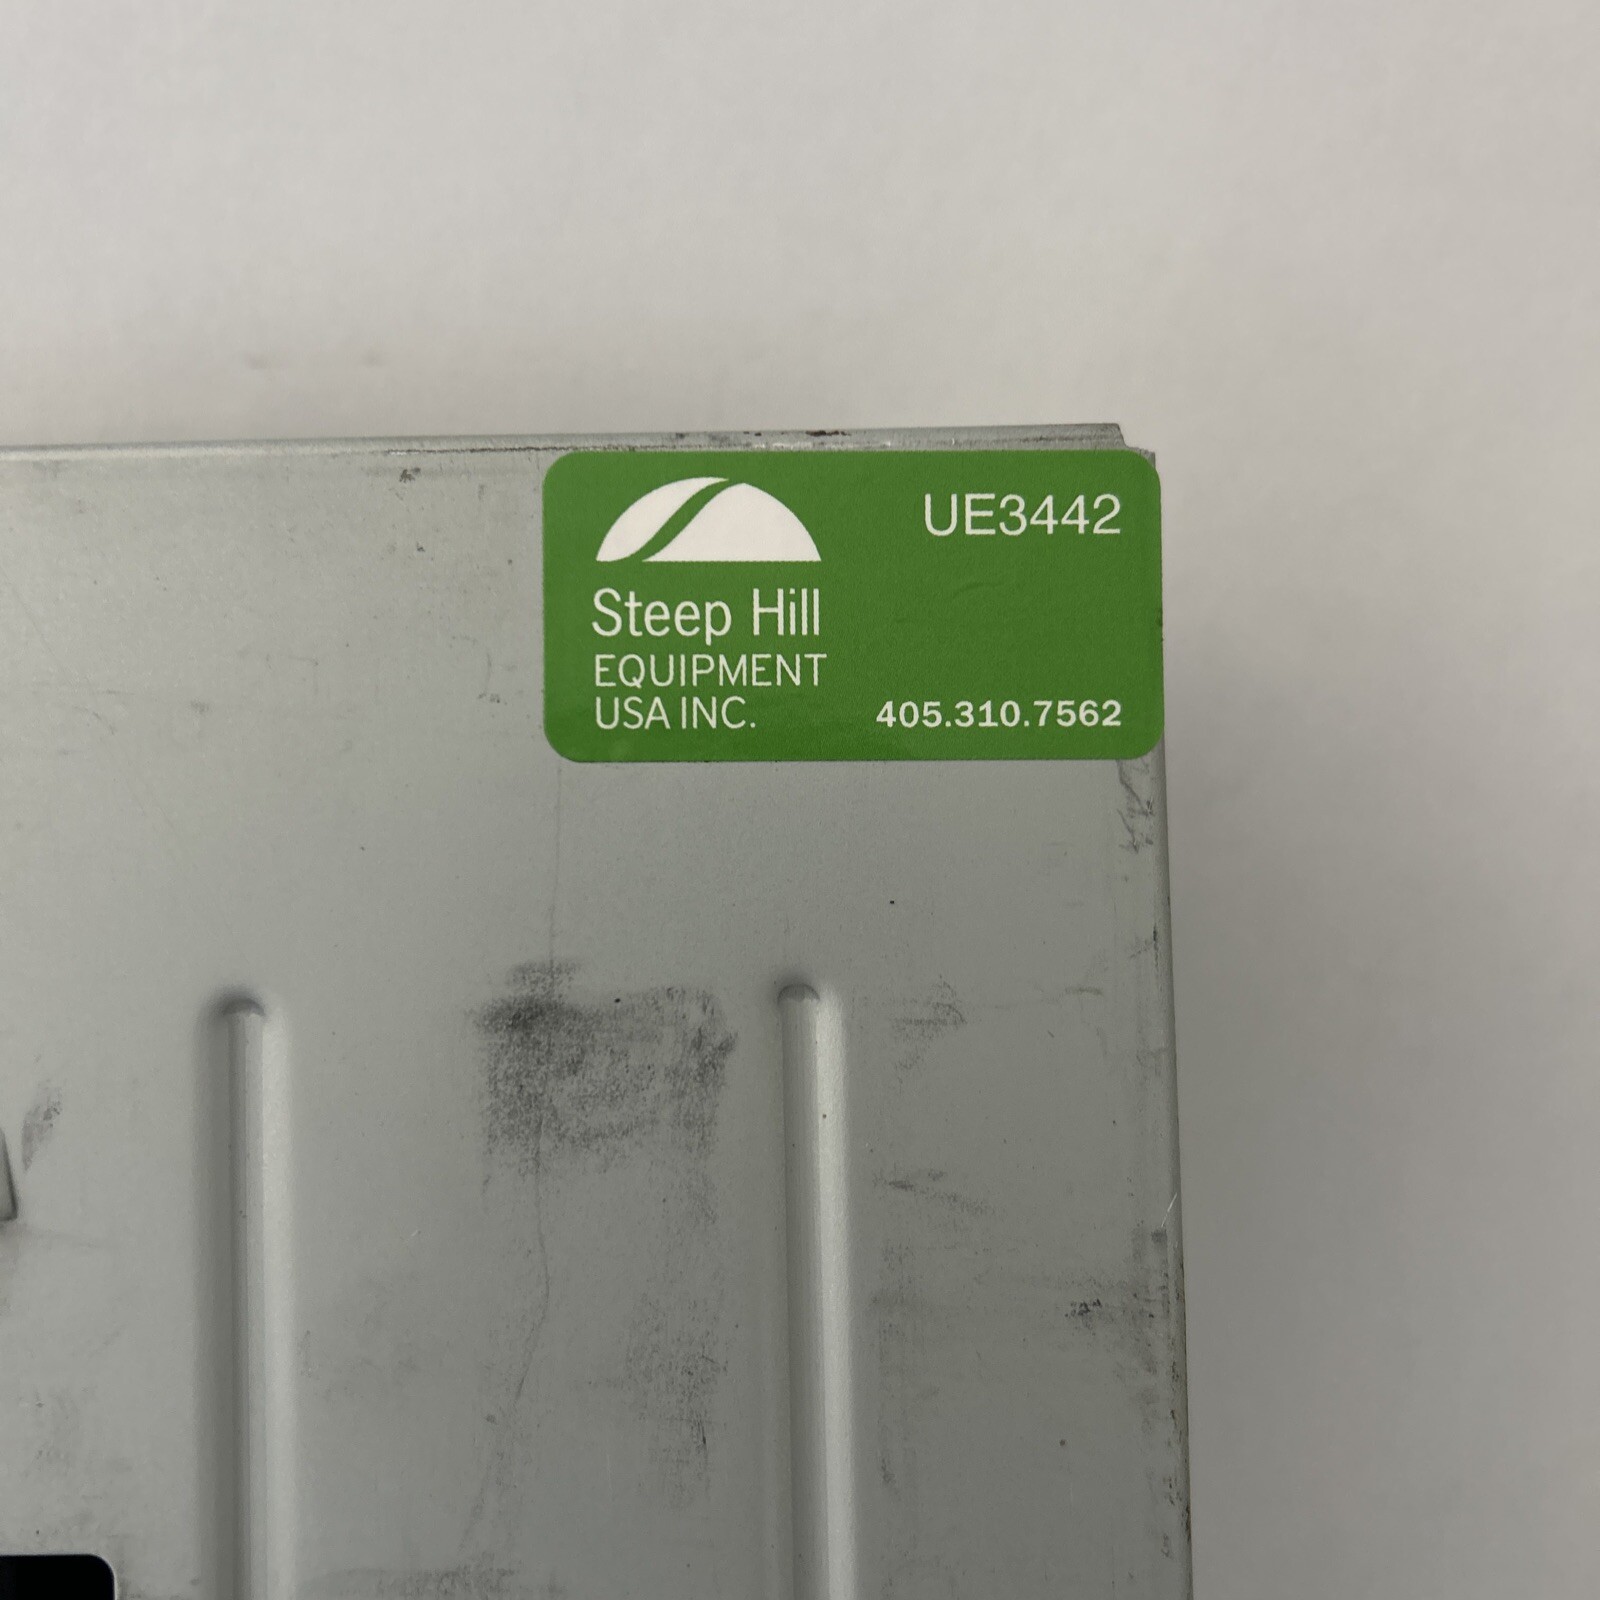 UE3442
Steep Hill
EQUIPMENT
USA INC.
405.310.7562